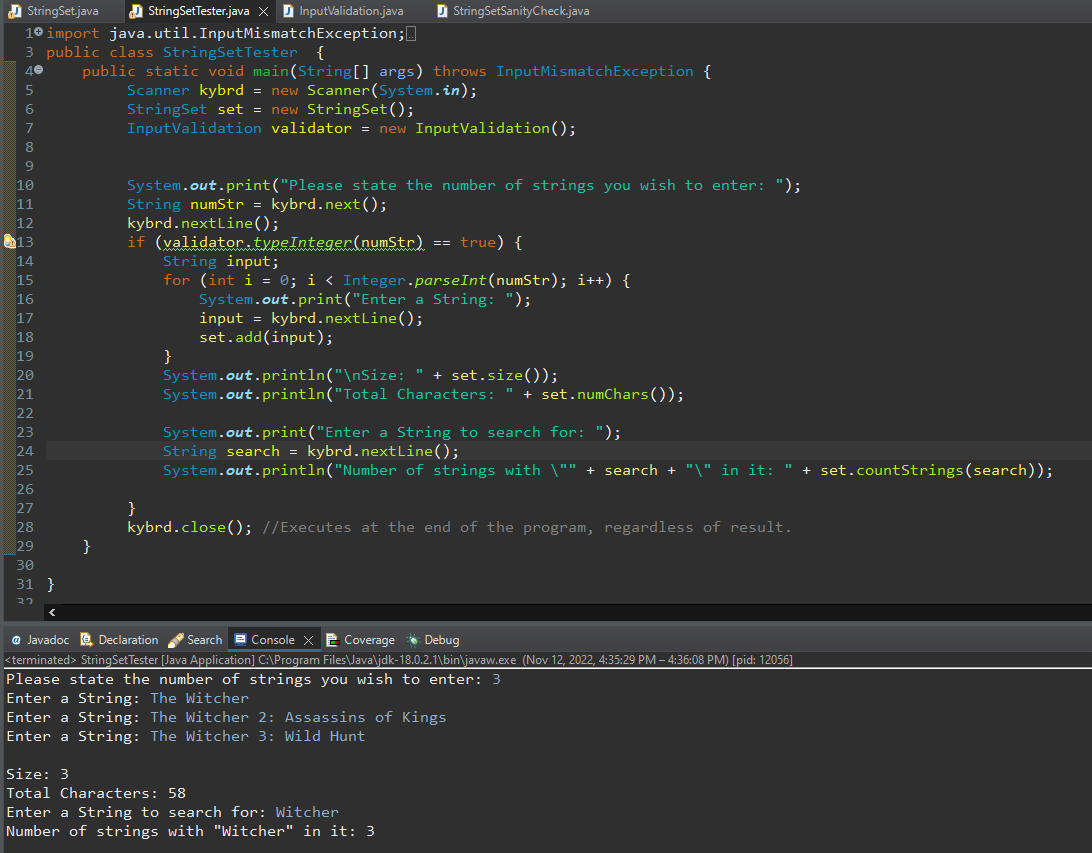 StringSet.java StringSetTester.java InputValidation.java StringSetSanityCheck.java
1 import java.util.InputMismatchException;
3 public class StringSetTester {
4 public static void main(String[] args) throws InputMismatchException {
5 Scanner kybrd = new Scanner(System.in);
6 StringSet set = new StringSet();
7 InputValidation validator = new InputValidation();
8
9
10 System.out.print("Please state the number of strings you wish to enter: ");
11 String numStr = kybrd.next();
12 kybrd.nextLine();
13 if (validator.typeInteger(numStr) == true) {
14 String input;
15 for (int i = 0; i < Integer.parseInt(numStr); i++) {
16 System.out.print("Enter a String: ");
17 input = kybrd.nextLine();
18 set.add(input);
19 }
20 System.out.println("\nSize: " + set.size());
21 System.out.println("Total Characters: " + set.numChars());
22
23 System.out.print("Enter a String to search for: ");
24 String search = kybrd.nextLine();
25 System.out.println("Number of strings with \"" + search + "\" in it: " + set.countStrings(search));
26
27 }
28 kybrd.close(); //Executes at the end of the program, regardless of result.
29 }
30
31 }
32
Javadoc Declaration Search Console Coverage Debug
<terminated> StringSetTester [Java Application] C:\Program Files\Java\jdk-18.0.2.1\bin\javaw.exe (Nov 12, 2022, 4:35:29 PM – 4:36:08 PM) [pid: 12056]
Please state the number of strings you wish to enter: 3
Enter a String: The Witcher
Enter a String: The Witcher 2: Assassins of Kings
Enter a String: The Witcher 3: Wild Hunt

Size: 3
Total Characters: 58
Enter a String to search for: Witcher
Number of strings with "Witcher" in it: 3